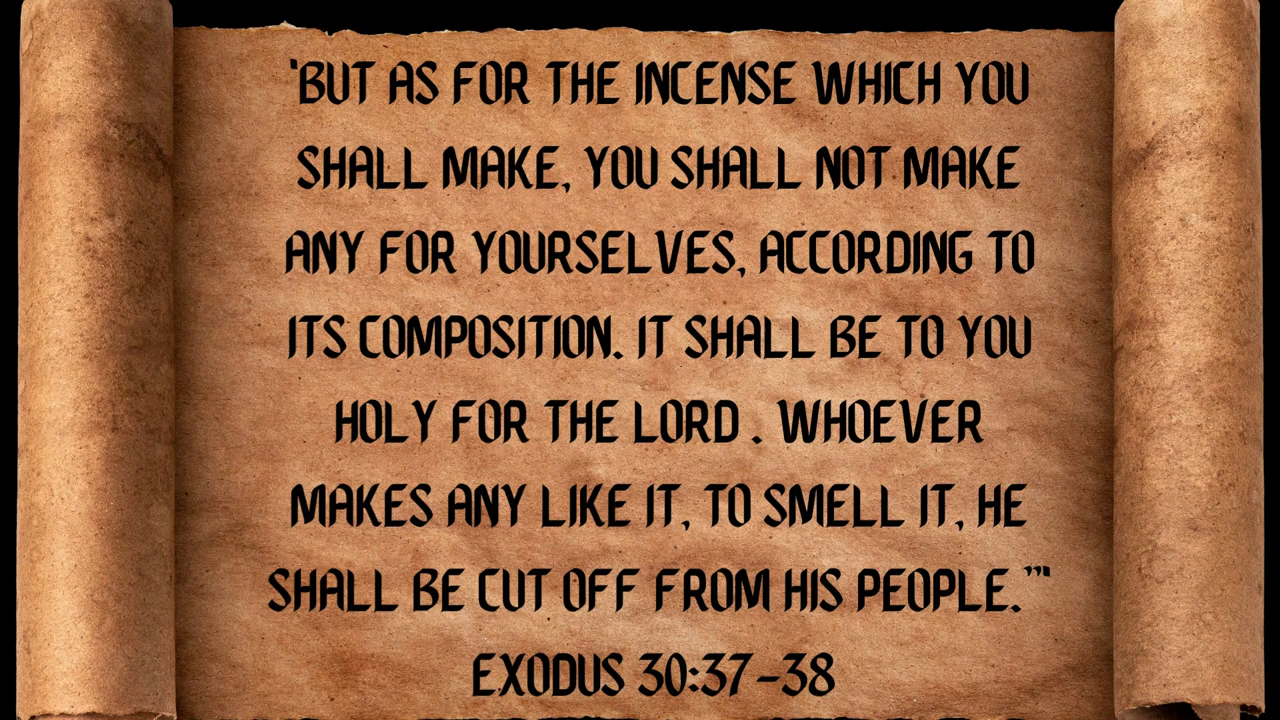 'BUT AS FOR THE INCENSE WHICH YOU
SHALL MAKE, YOU SHALL NOT MAKE
ANY FOR YOURSELVES, ACCORDING TO
ITS COMPOSITION. IT SHALL BE TO YOU
HOLY FOR THE LORD . WHOEVER
MAKES ANY LIKE IT, TO SMELL IT, HE
SHALL BE CUT OFF FROM HIS PEOPLE.'"
EXODUS 30:37-38